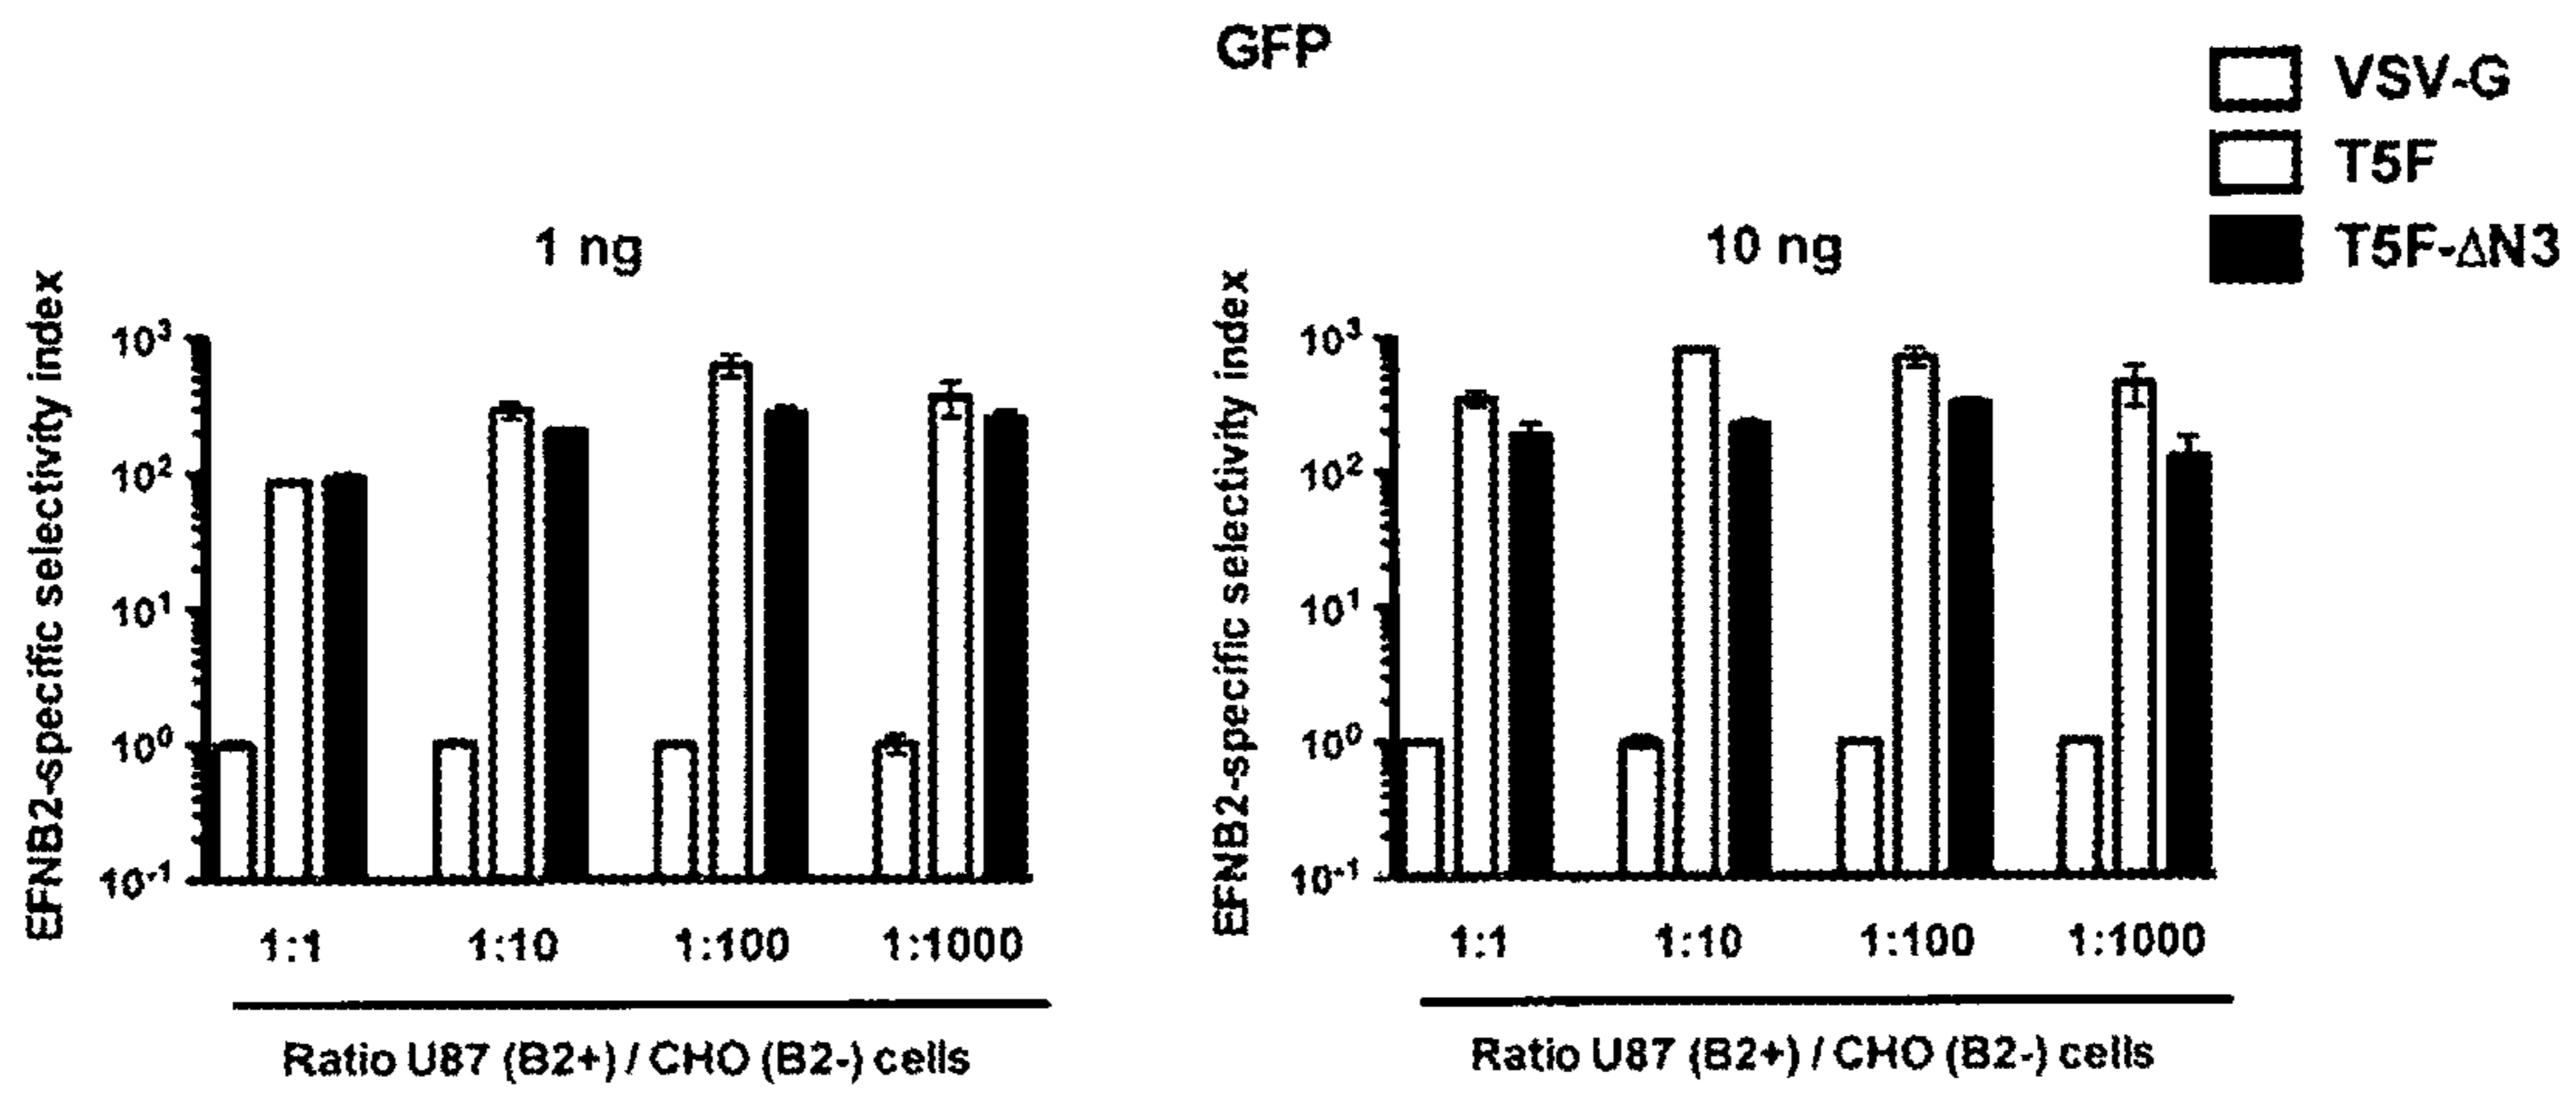 GFP
VSV-G
T5F
T5F-ΔN3
1 ng
EFNB2-specific selectivity index
10³
10²
10¹
10⁰
10⁻¹
1:1 1:10 1:100 1:1000
Ratio U87 (B2+) / CHO (B2-) cells
10 ng
EFNB2-specific selectivity index
10³
10²
10¹
10⁰
10⁻¹
1:1 1:10 1:100 1:1000
Ratio U87 (B2+) / CHO (B2-) cells